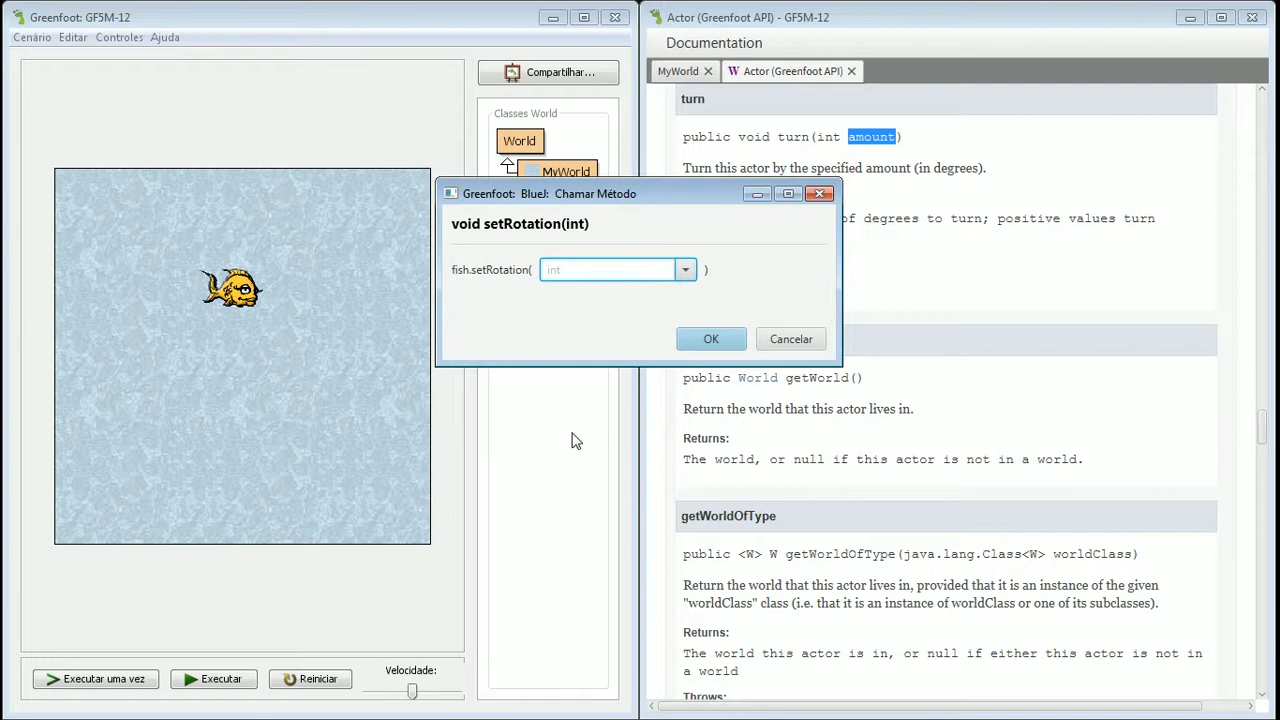 Greenfoot: GF5M-12
Cenário Editar Controles Ajuda
Compartilhar...
Classes World
World
MyWorld
Executar uma vez
Executar
Reiniciar
Velocidade:
Greenfoot: BlueJ: Chamar Método
void setRotation(int)
fish.setRotation( int )
OK Cancelar
Actor (Greenfoot API) - GF5M-12
Documentation
MyWorld W Actor (Greenfoot API)
turn
public void turn(int amount)
Turn this actor by the specified amount (in degrees).
of degrees to turn; positive values turn
public World getWorld()
Return the world that this actor lives in.
Returns:
The world, or null if this actor is not in a world.
getWorldOfType
public <W> W getWorldOfType(java.lang.Class<W> worldClass)
Return the world that this actor lives in, provided that it is an instance of the given
"worldClass" class (i.e. that it is an instance of worldClass or one of its subclasses).
Returns:
The world this actor is in, or null if either this actor is not in
a world
Throws: